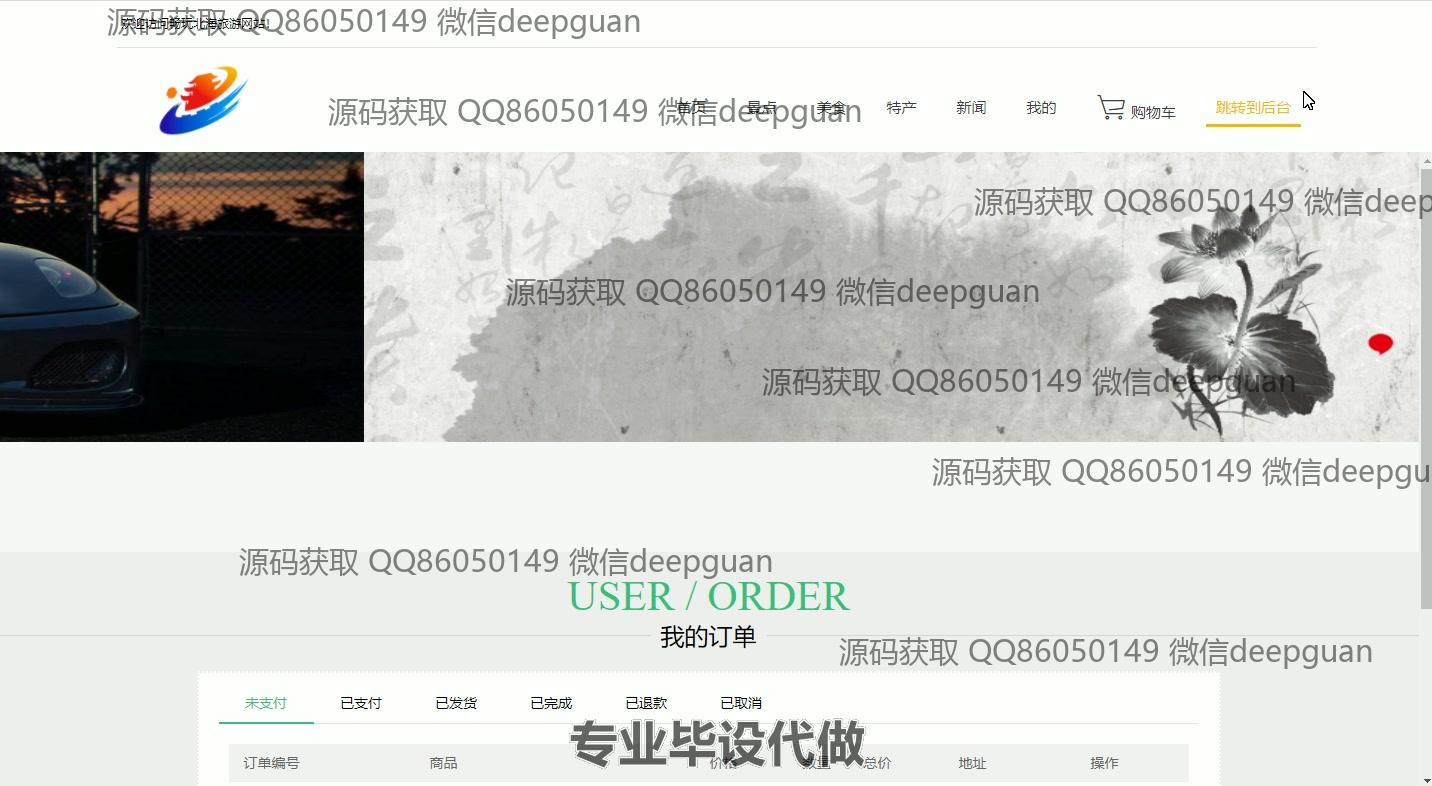 欢迎访问畅玩北海旅游网站!
源码获取 QQ86050149 微信deepguan
源码获取 QQ86050149 微信deepguan
首页 景点 美食 特产 新闻 我的 购物车 跳转到后台
源码获取 QQ86050149 微信deep
源码获取 QQ86050149 微信deepguan
源码获取 QQ86050149 微信deepguan
源码获取 QQ86050149 微信deepgu
源码获取 QQ86050149 微信deepguan
USER / ORDER
我的订单
源码获取 QQ86050149 微信deepguan
未支付 已支付 已发货 已完成 已退款 已取消
专业毕设代做
订单编号 商品 价格 数量 总价 地址 操作